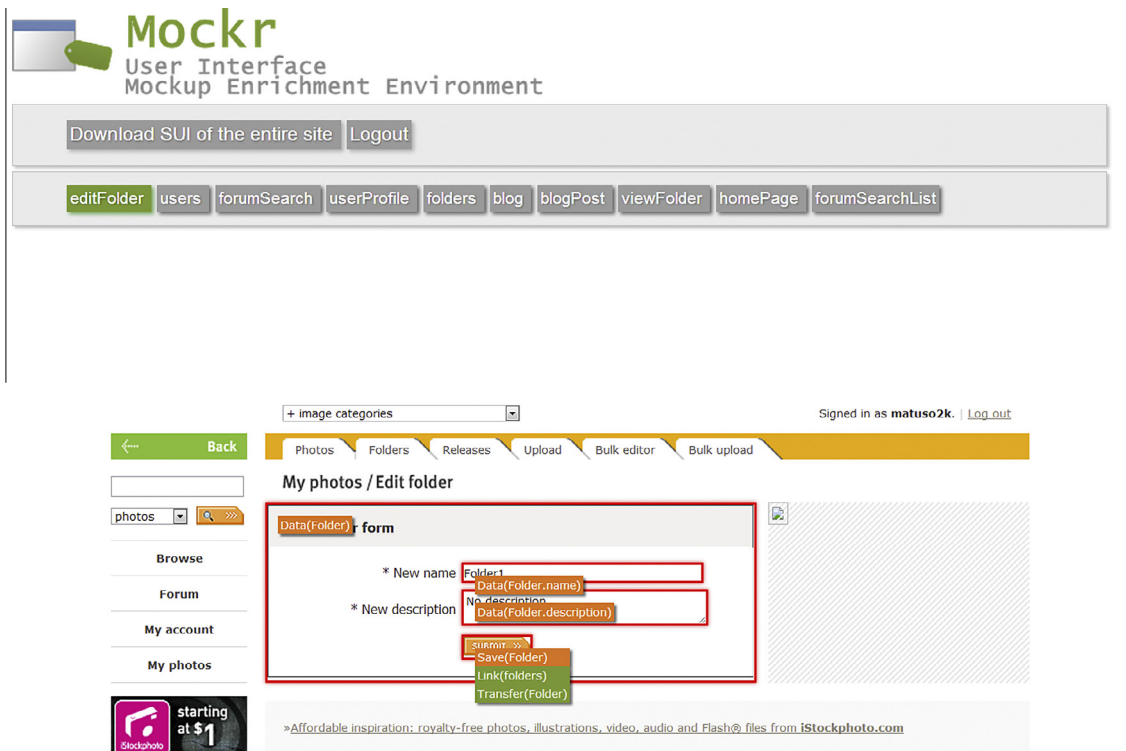 Mockr
User Interface
Mockup Enrichment Environment
Download SUI of the entire site Logout
editFolder users forumSearch userProfile folders blog blogPost viewFolder homePage forumSearchList
+ image categories
Signed in as matuso2k. | Log out
Back
Photos Folders Releases Upload Bulk editor Bulk upload
My photos / Edit folder
photos
Data(Folder) r form
Browse
* New name Folder1
Data(Folder.name)
Forum
* New description No description
Data(Folder.description)
My account
SUBMIT »
Save(Folder)
My photos
Link(folders)
Transfer(Folder)
starting
at $1
iStockphoto
»Affordable inspiration: royalty-free photos, illustrations, video, audio and Flash® files from iStockphoto.com